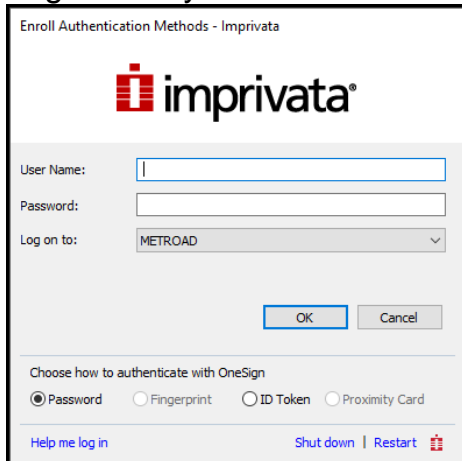 Enroll Authentication Methods - Imprivata
imprivata®
User Name:
Password:
Log on to: METROAD
OK Cancel
Choose how to authenticate with OneSign
Password Fingerprint ID Token Proximity Card
Help me log in Shut down | Restart